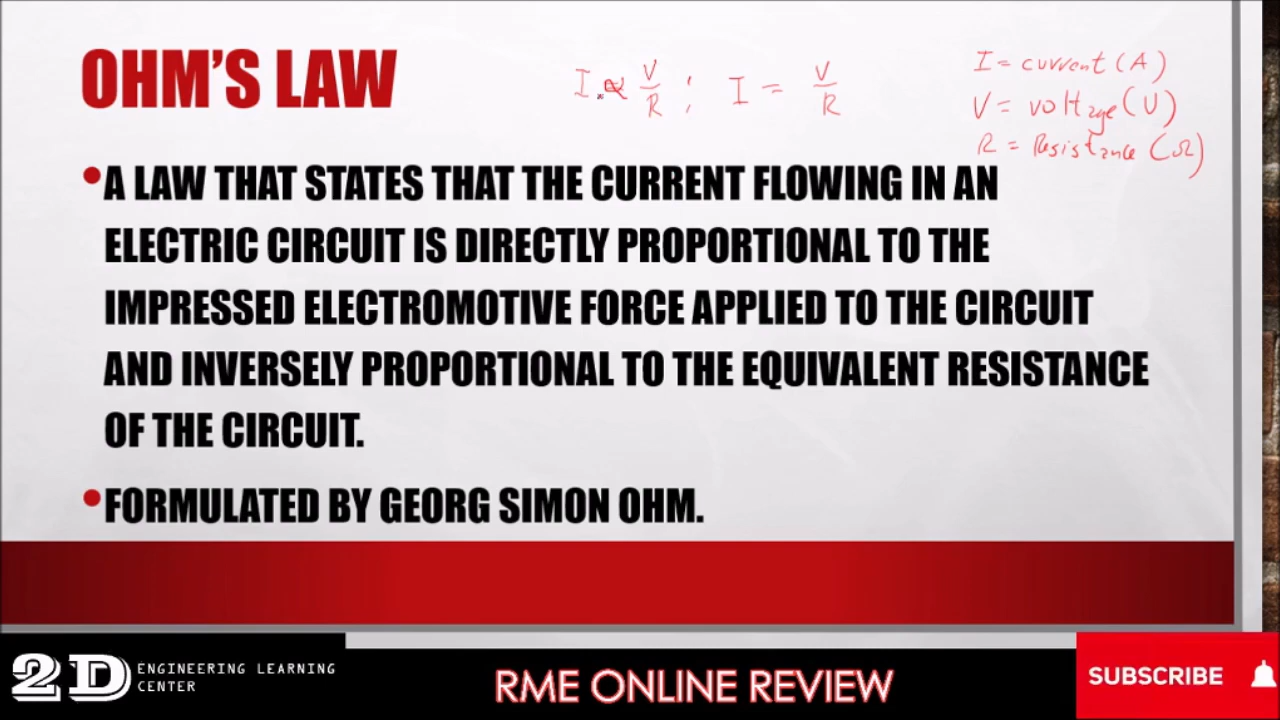 OHM'S LAW
I ∝ V/R ; I = V/R
I = current (A)
V = voltage (V)
R = Resistance (Ω)
•A LAW THAT STATES THAT THE CURRENT FLOWING IN AN
ELECTRIC CIRCUIT IS DIRECTLY PROPORTIONAL TO THE
IMPRESSED ELECTROMOTIVE FORCE APPLIED TO THE CIRCUIT
AND INVERSELY PROPORTIONAL TO THE EQUIVALENT RESISTANCE
OF THE CIRCUIT.
•FORMULATED BY GEORG SIMON OHM.
2D ENGINEERING LEARNING
CENTER
RME ONLINE REVIEW
SUBSCRIBE